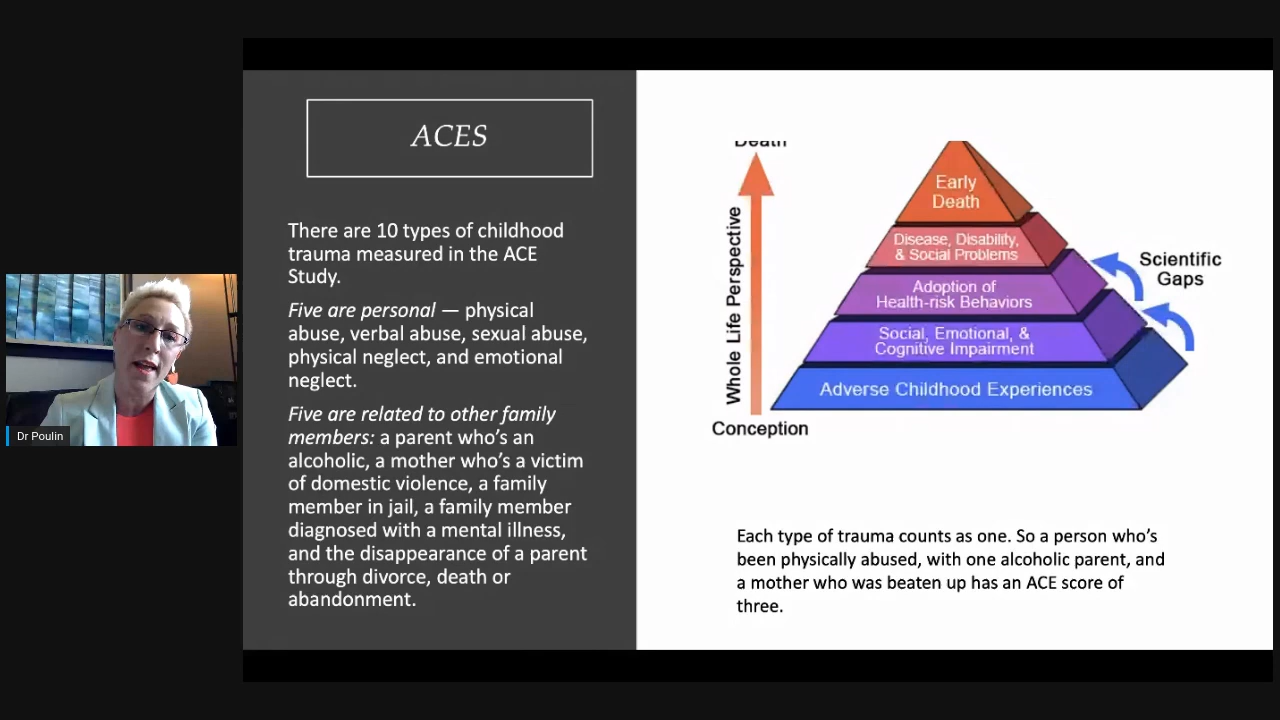 ACES
There are 10 types of childhood
trauma measured in the ACE
Study.
Five are personal — physical
abuse, verbal abuse, sexual abuse,
physical neglect, and emotional
neglect.
Five are related to other family
members: a parent who's an
alcoholic, a mother who's a victim
of domestic violence, a family
member in jail, a family member
diagnosed with a mental illness,
and the disappearance of a parent
through divorce, death or
abandonment.
Death
Whole Life Perspective
Conception
Early
Death
Disease, Disability,
& Social Problems
Adoption of
Health-risk Behaviors
Social, Emotional, &
Cognitive Impairment
Adverse Childhood Experiences
Scientific
Gaps
Each type of trauma counts as one. So a person who's
been physically abused, with one alcoholic parent, and
a mother who was beaten up has an ACE score of
three.
Dr Poulin